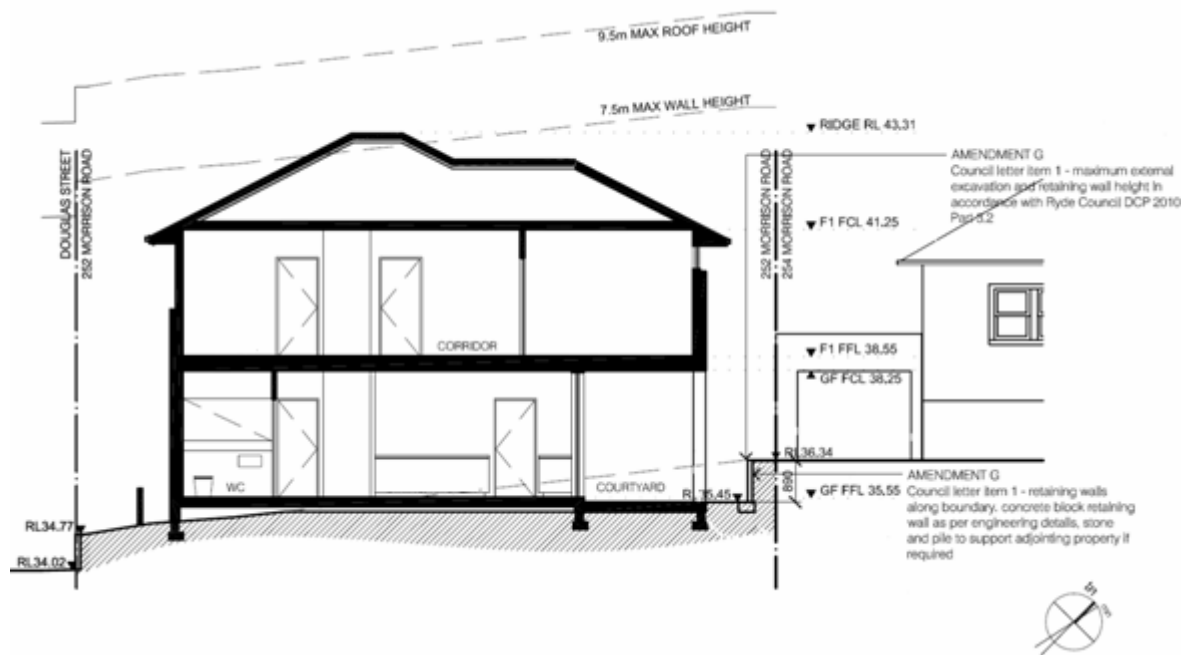 9.5m MAX ROOF HEIGHT
7.5m MAX WALL HEIGHT
RIDGE RL 43.31
DOUGLAS STREET
252 MORRISON ROAD
252 MORRISON ROAD
254 MORRISON ROAD
AMENDMENT G
Council letter item 1 - maximum external
excavation and retaining wall height in
accordance with Ryde Council DCP 2010
Part 3.2
F1 FCL 41.25
CORRIDOR
F1 FFL 38.55
GF FCL 38.25
RL36.34
WC
COURTYARD
RL35.45
890
GF FFL 35.55
AMENDMENT G
Council letter item 1 - retaining walls
along boundary. concrete block retaining
wall as per engineering details, stone
and pile to support adjointing property if
required
RL34.77
RL34.02